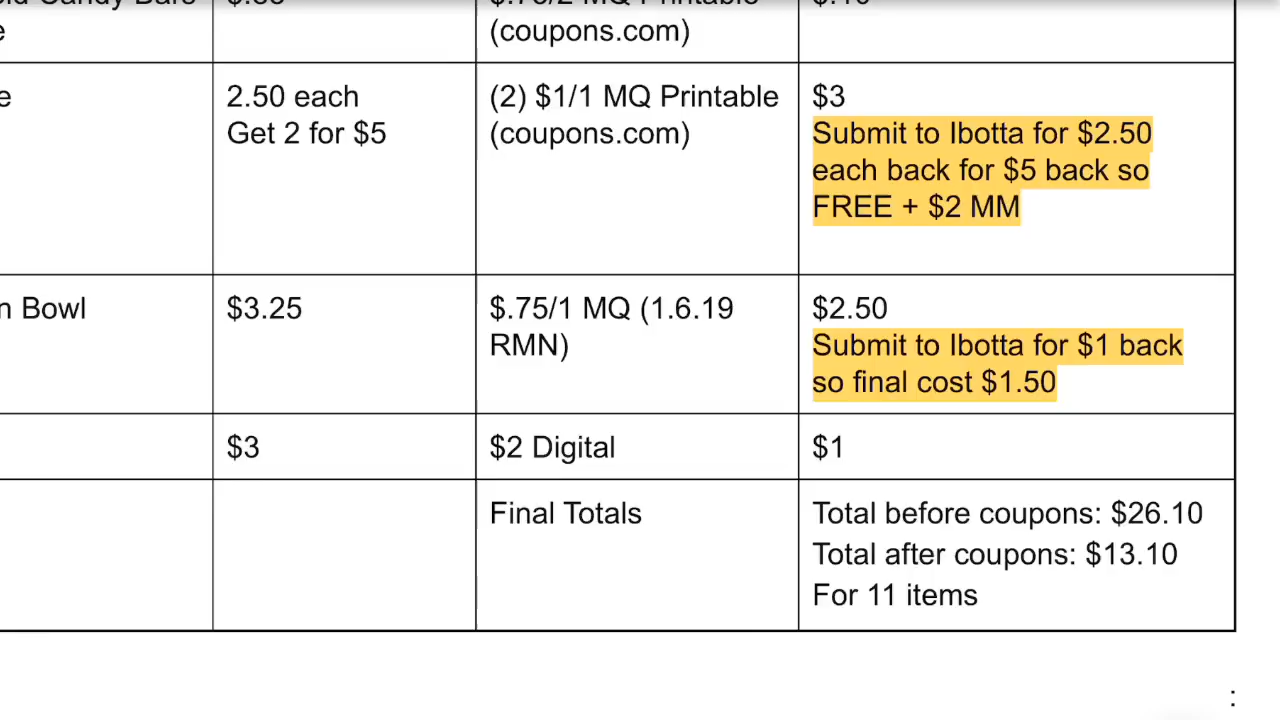 (coupons.com)
e
e
2.50 each
Get 2 for $5
(2) $1/1 MQ Printable
(coupons.com)
$3
Submit to Ibotta for $2.50
each back for $5 back so
FREE + $2 MM
n Bowl
$3.25
$.75/1 MQ (1.6.19
RMN)
$2.50
Submit to Ibotta for $1 back
so final cost $1.50
$3
$2 Digital
$1
Final Totals
Total before coupons: $26.10
Total after coupons: $13.10
For 11 items
: